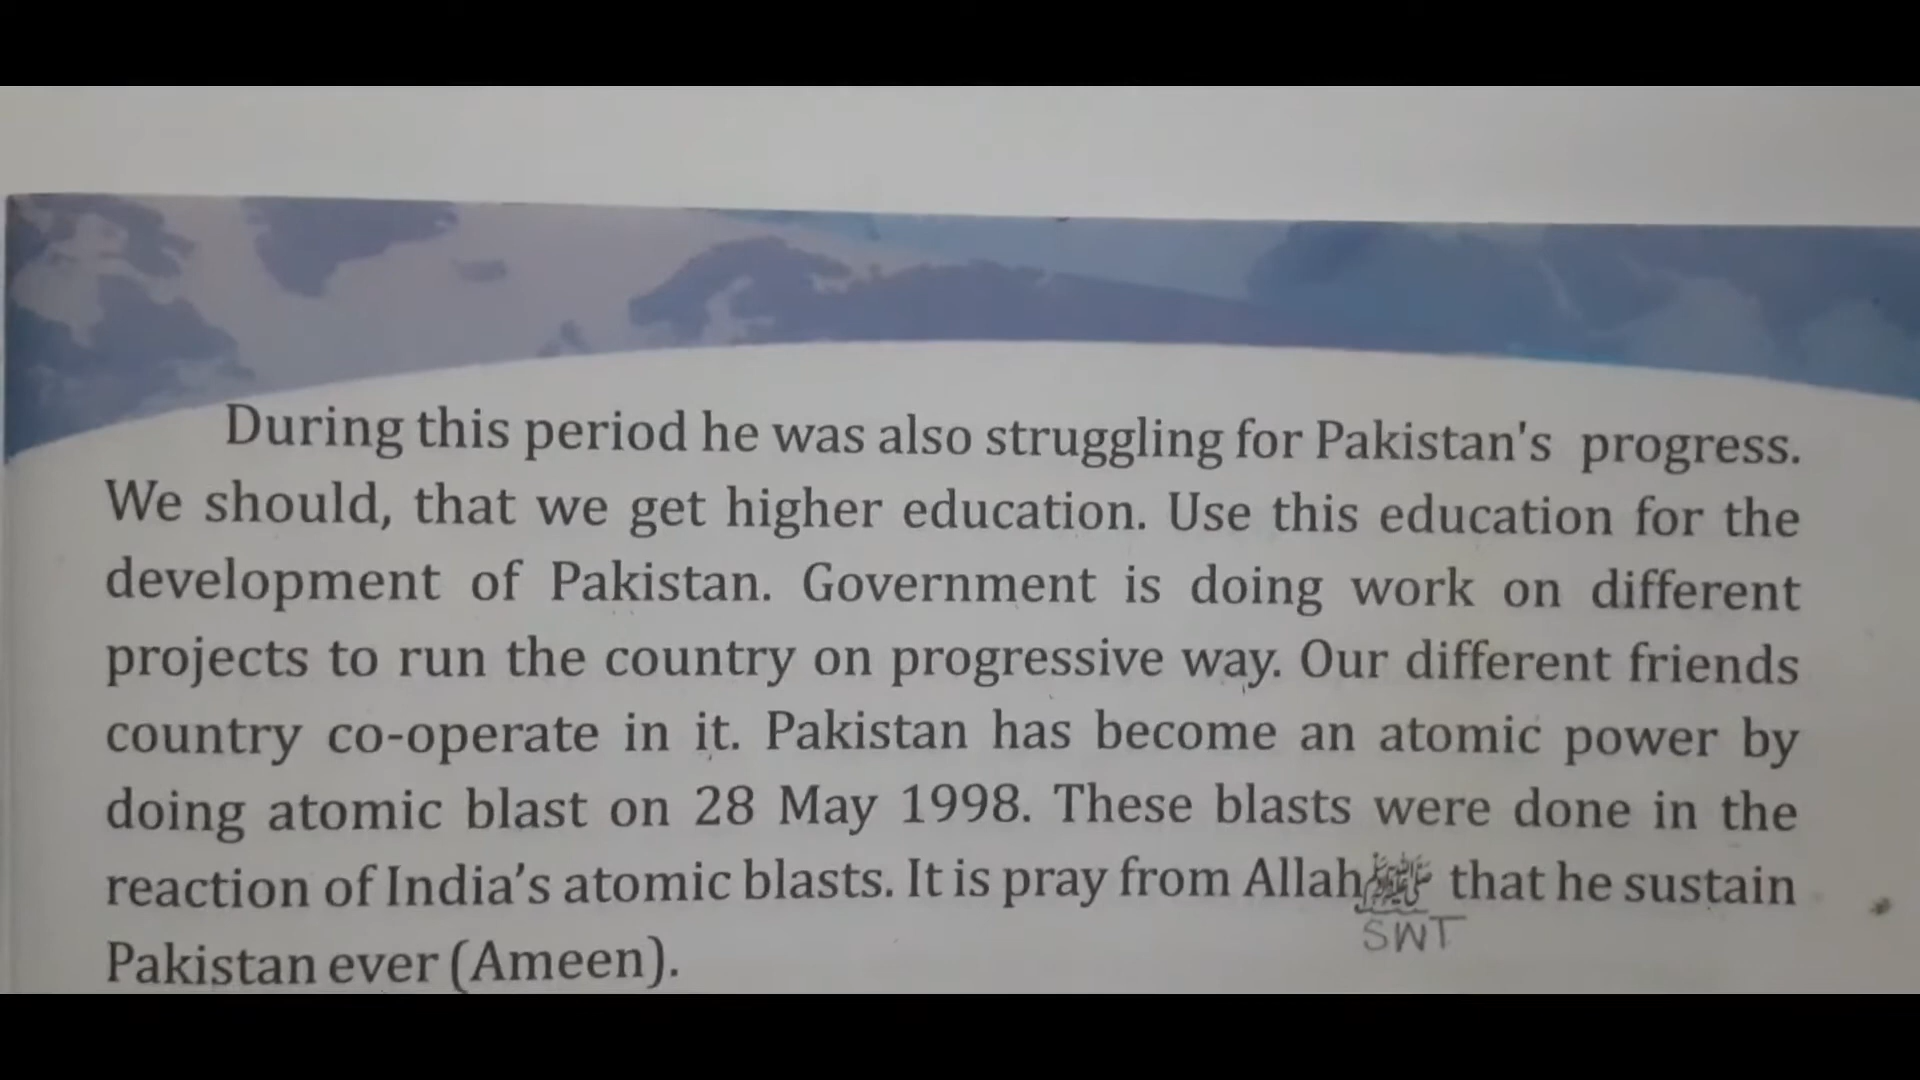 During this period he was also struggling for Pakistan's progress.
We should, that we get higher education. Use this education for the
development of Pakistan. Government is doing work on different
projects to run the country on progressive way. Our different friends
country co-operate in it. Pakistan has become an atomic power by
doing atomic blast on 28 May 1998. These blasts were done in the
reaction of India’s atomic blasts. It is pray from Allah that he sustain
SWT
Pakistan ever (Ameen).